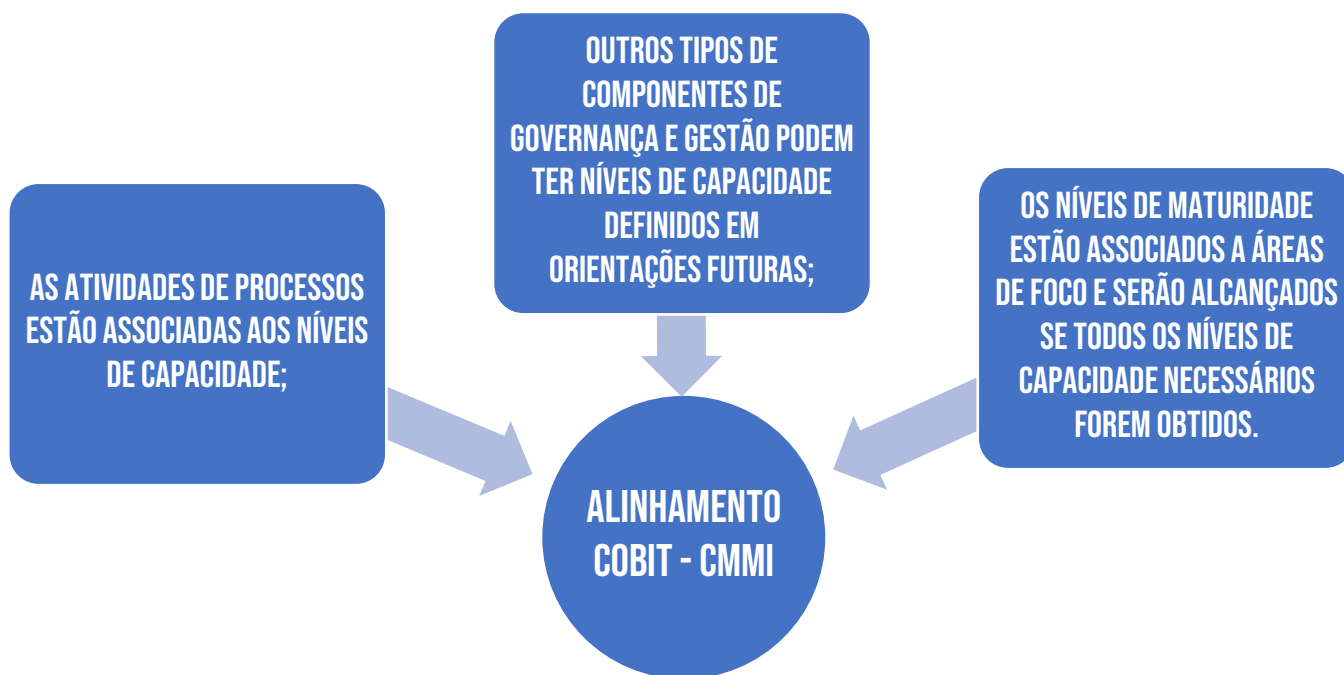 AS ATIVIDADES DE PROCESSOS
ESTÃO ASSOCIADAS AOS NÍVEIS
DE CAPACIDADE;
OUTROS TIPOS DE
COMPONENTES DE
GOVERNANÇA E GESTÃO PODEM
TER NÍVEIS DE CAPACIDADE
DEFINIDOS EM
ORIENTAÇÕES FUTURAS;
OS NÍVEIS DE MATURIDADE
ESTÃO ASSOCIADOS A ÁREAS
DE FOCO E SERÃO ALCANÇADOS
SE TODOS OS NÍVEIS DE
CAPACIDADE NECESSÁRIOS
FOREM OBTIDOS.
ALINHAMENTO
COBIT - CMMI